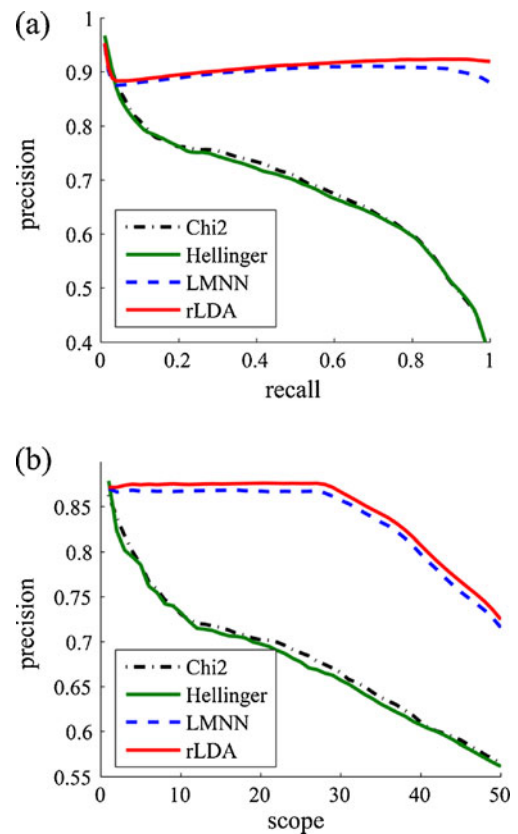 (a)
1
0.9
0.8
0.7
0.6
0.5
0.4
precision
Chi2
Hellinger
LMNN
rLDA
0 0.2 0.4 0.6 0.8 1
recall
(b)
0.85
0.8
0.75
0.7
0.65
0.6
0.55
precision
Chi2
Hellinger
LMNN
rLDA
0 10 20 30 40 50
scope